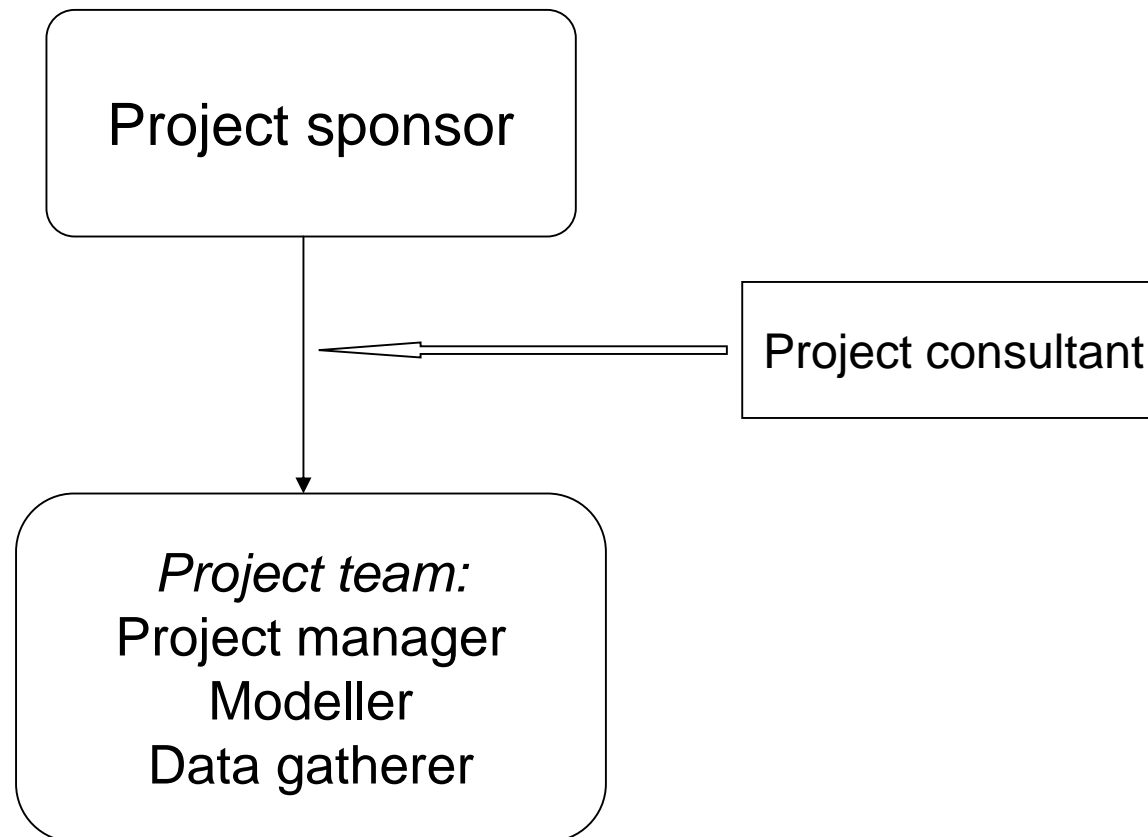 Project sponsor
Project consultant
Project team:
Project manager
Modeller
Data gatherer